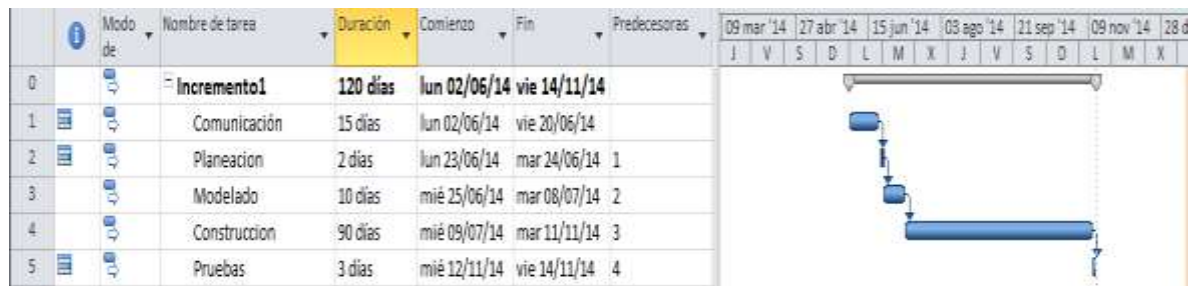 Modo de Nombre de tarea Duración Comienzo Fin Predecesoras 09 mar '14 27 abr '14 15 jun '14 03 ago '14 21 sep '14 09 nov '14 28 d
J V S D L M X J V S D L M X
0 Incremento1 120 días lun 02/06/14 vie 14/11/14
1 Comunicación 15 días lun 02/06/14 vie 20/06/14
2 Planeacion 2 días lun 23/06/14 mar 24/06/14 1
3 Modelado 10 días mié 25/06/14 mar 08/07/14 2
4 Construccion 90 días mié 09/07/14 mar 11/11/14 3
5 Pruebas 3 días mié 12/11/14 vie 14/11/14 4